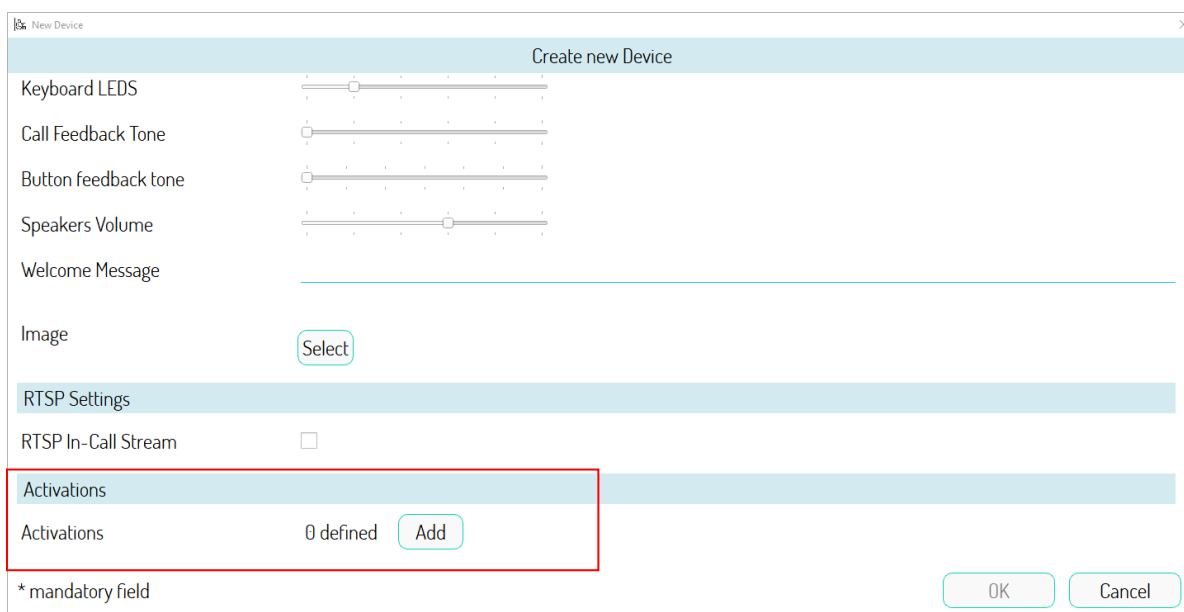 New Device
Create new Device
Keyboard LEDS
Call Feedback Tone
Button feedback tone
Speakers Volume
Welcome Message
Image
Select
RTSP Settings
RTSP In-Call Stream
Activations
Activations 0 defined Add
* mandatory field OK Cancel